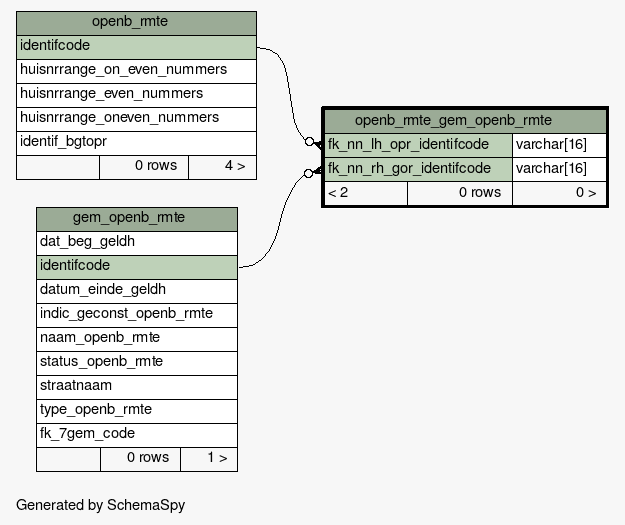 openb_rmte
identifcode
huisnrrange_on_even_nummers
huisnrrange_even_nummers
huisnrrange_oneven_nummers
identif_bgtopr
0 rows 4 >
openb_rmte_gem_openb_rmte
fk_nn_lh_opr_identifcode varchar[16]
fk_nn_rh_gor_identifcode varchar[16]
< 2 0 rows 0 >
gem_openb_rmte
dat_beg_geldh
identifcode
datum_einde_geldh
indic_geconst_openb_rmte
naam_openb_rmte
status_openb_rmte
straatnaam
type_openb_rmte
fk_7gem_code
0 rows 1 >
Generated by SchemaSpy